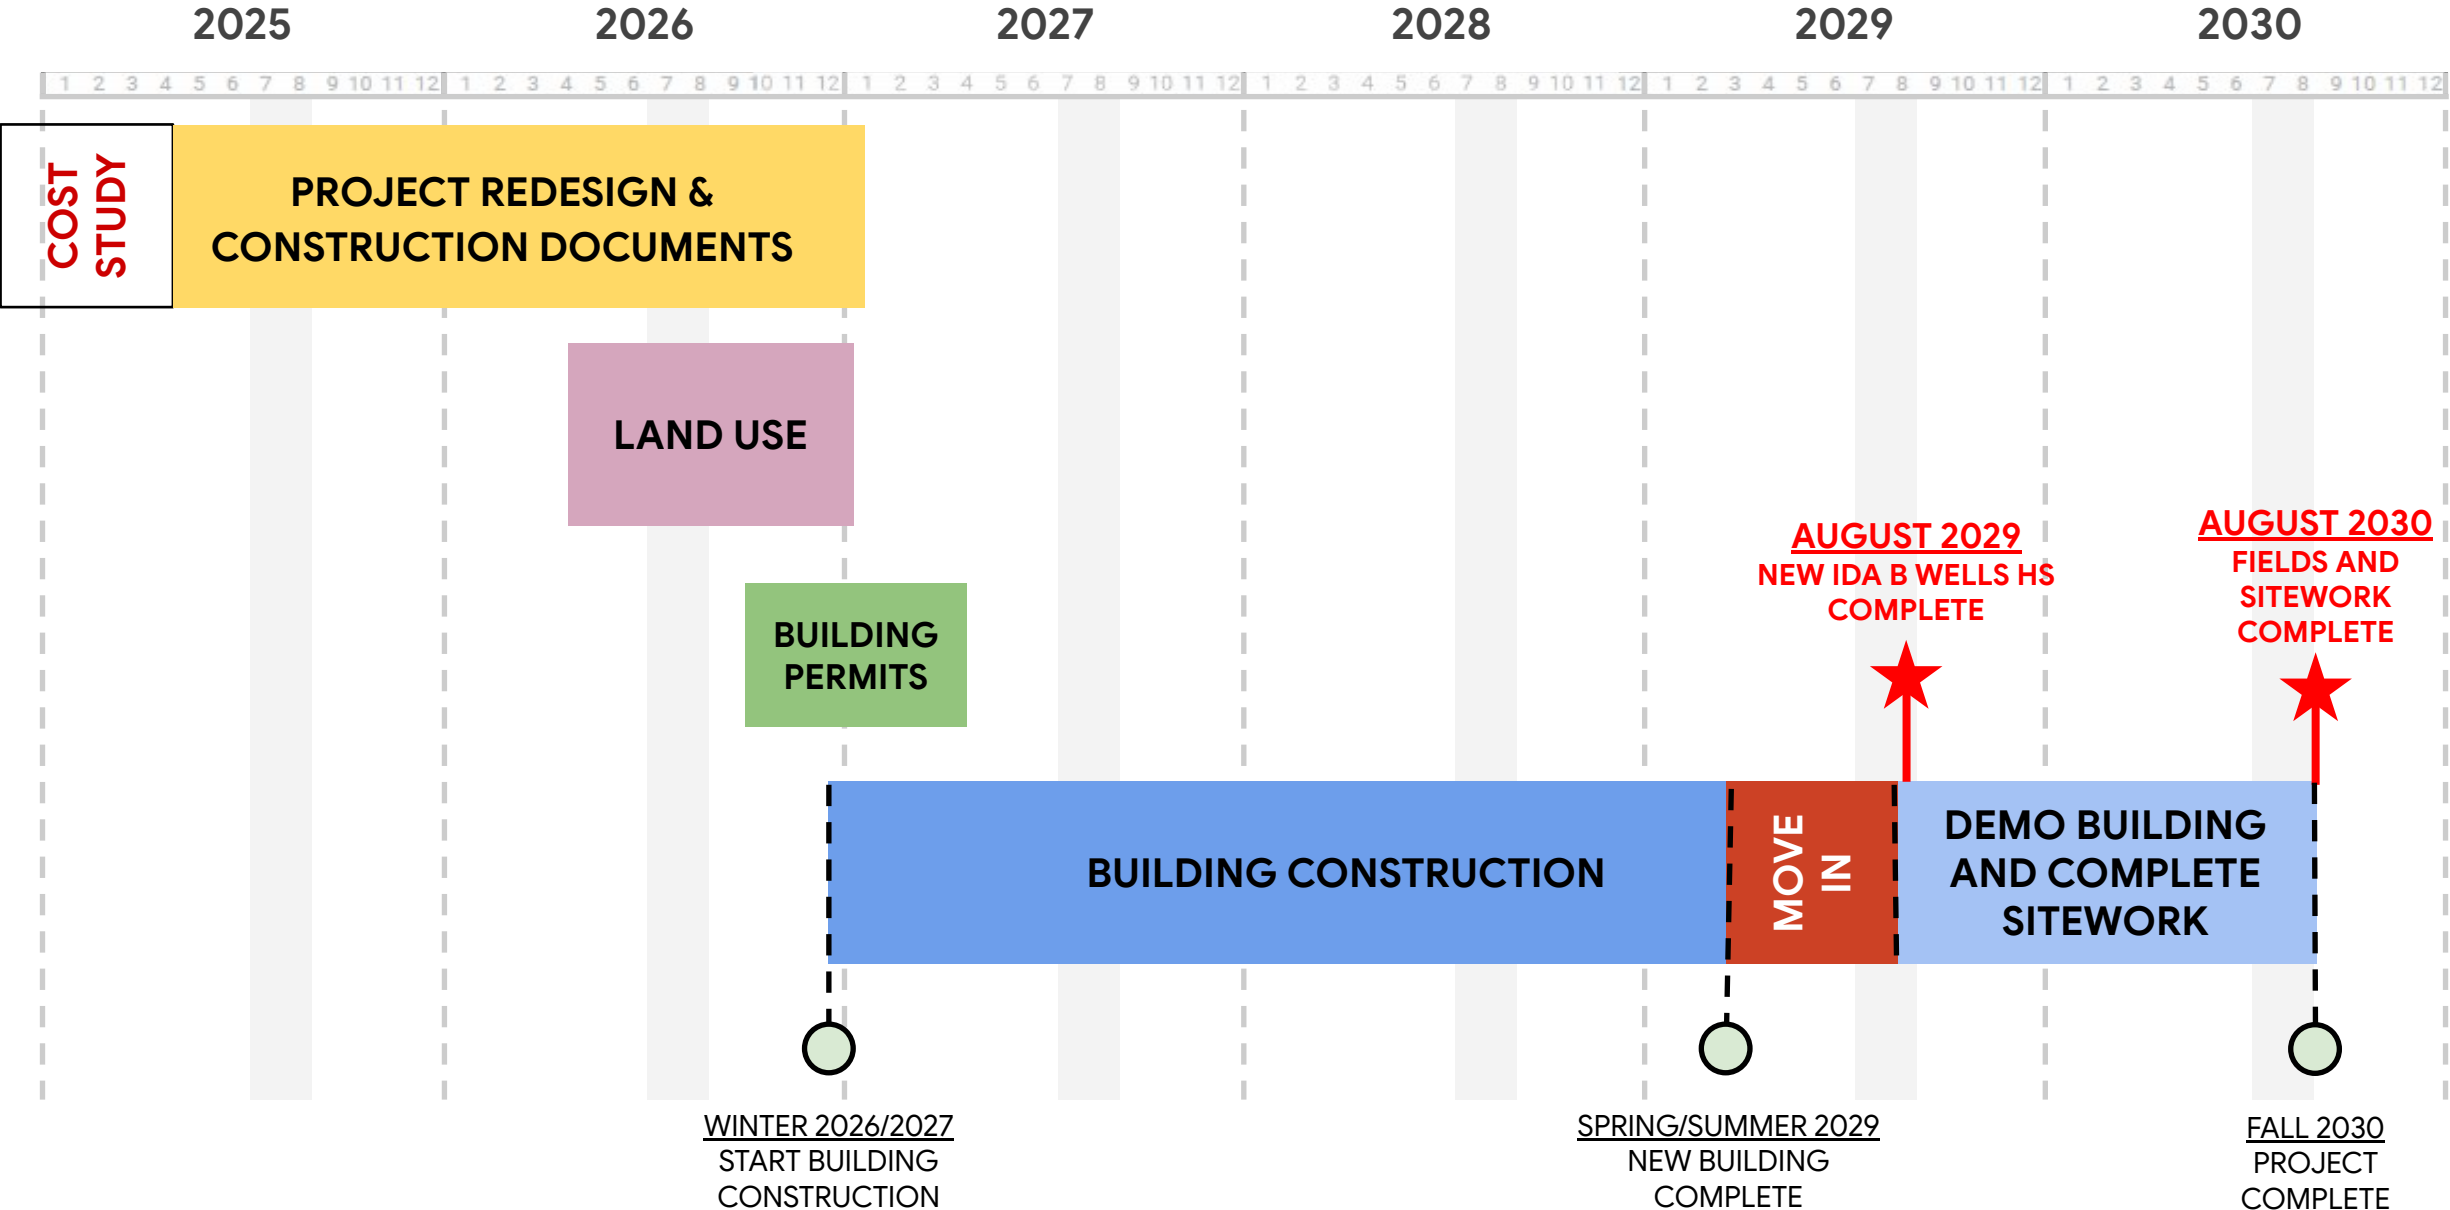 2025 2026 2027 2028 2029 2030
1 2 3 4 5 6 7 8 9 10 11 12 1 2 3 4 5 6 7 8 9 10 11 12 1 2 3 4 5 6 7 8 9 10 11 12 1 2 3 4 5 6 7 8 9 10 11 12 1 2 3 4 5 6 7 8 9 10 11 12 1 2 3 4 5 6 7 8 9 10 11 12
COST
STUDY
PROJECT REDESIGN &
CONSTRUCTION DOCUMENTS
LAND USE
BUILDING
PERMITS
AUGUST 2029
NEW IDA B WELLS HS
COMPLETE
AUGUST 2030
FIELDS AND
SITEWORK
COMPLETE
BUILDING CONSTRUCTION
MOVE
IN
DEMO BUILDING
AND COMPLETE
SITEWORK
WINTER 2026/2027
START BUILDING
CONSTRUCTION
SPRING/SUMMER 2029
NEW BUILDING
COMPLETE
FALL 2030
PROJECT
COMPLETE